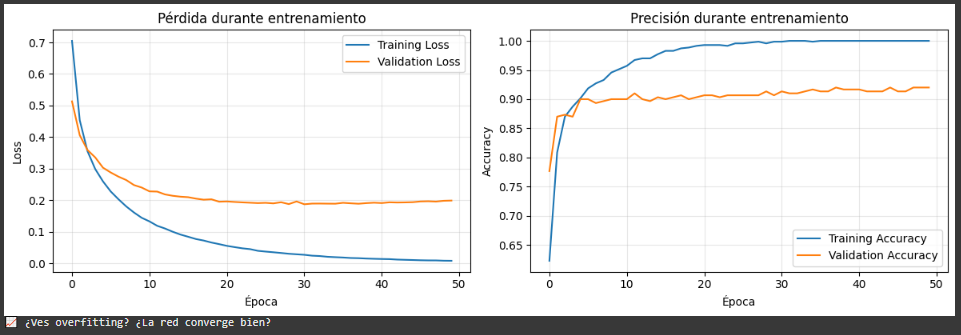 Pérdida durante entrenamiento
Training Loss
Validation Loss
Loss
0.7
0.6
0.5
0.4
0.3
0.2
0.1
0.0
0 10 20 30 40 50
Época
Precisión durante entrenamiento
Accuracy
1.00
0.95
0.90
0.85
0.80
0.75
0.70
0.65
Training Accuracy
Validation Accuracy
0 10 20 30 40 50
Época
📈 ¿Ves overfitting? ¿La red converge bien?